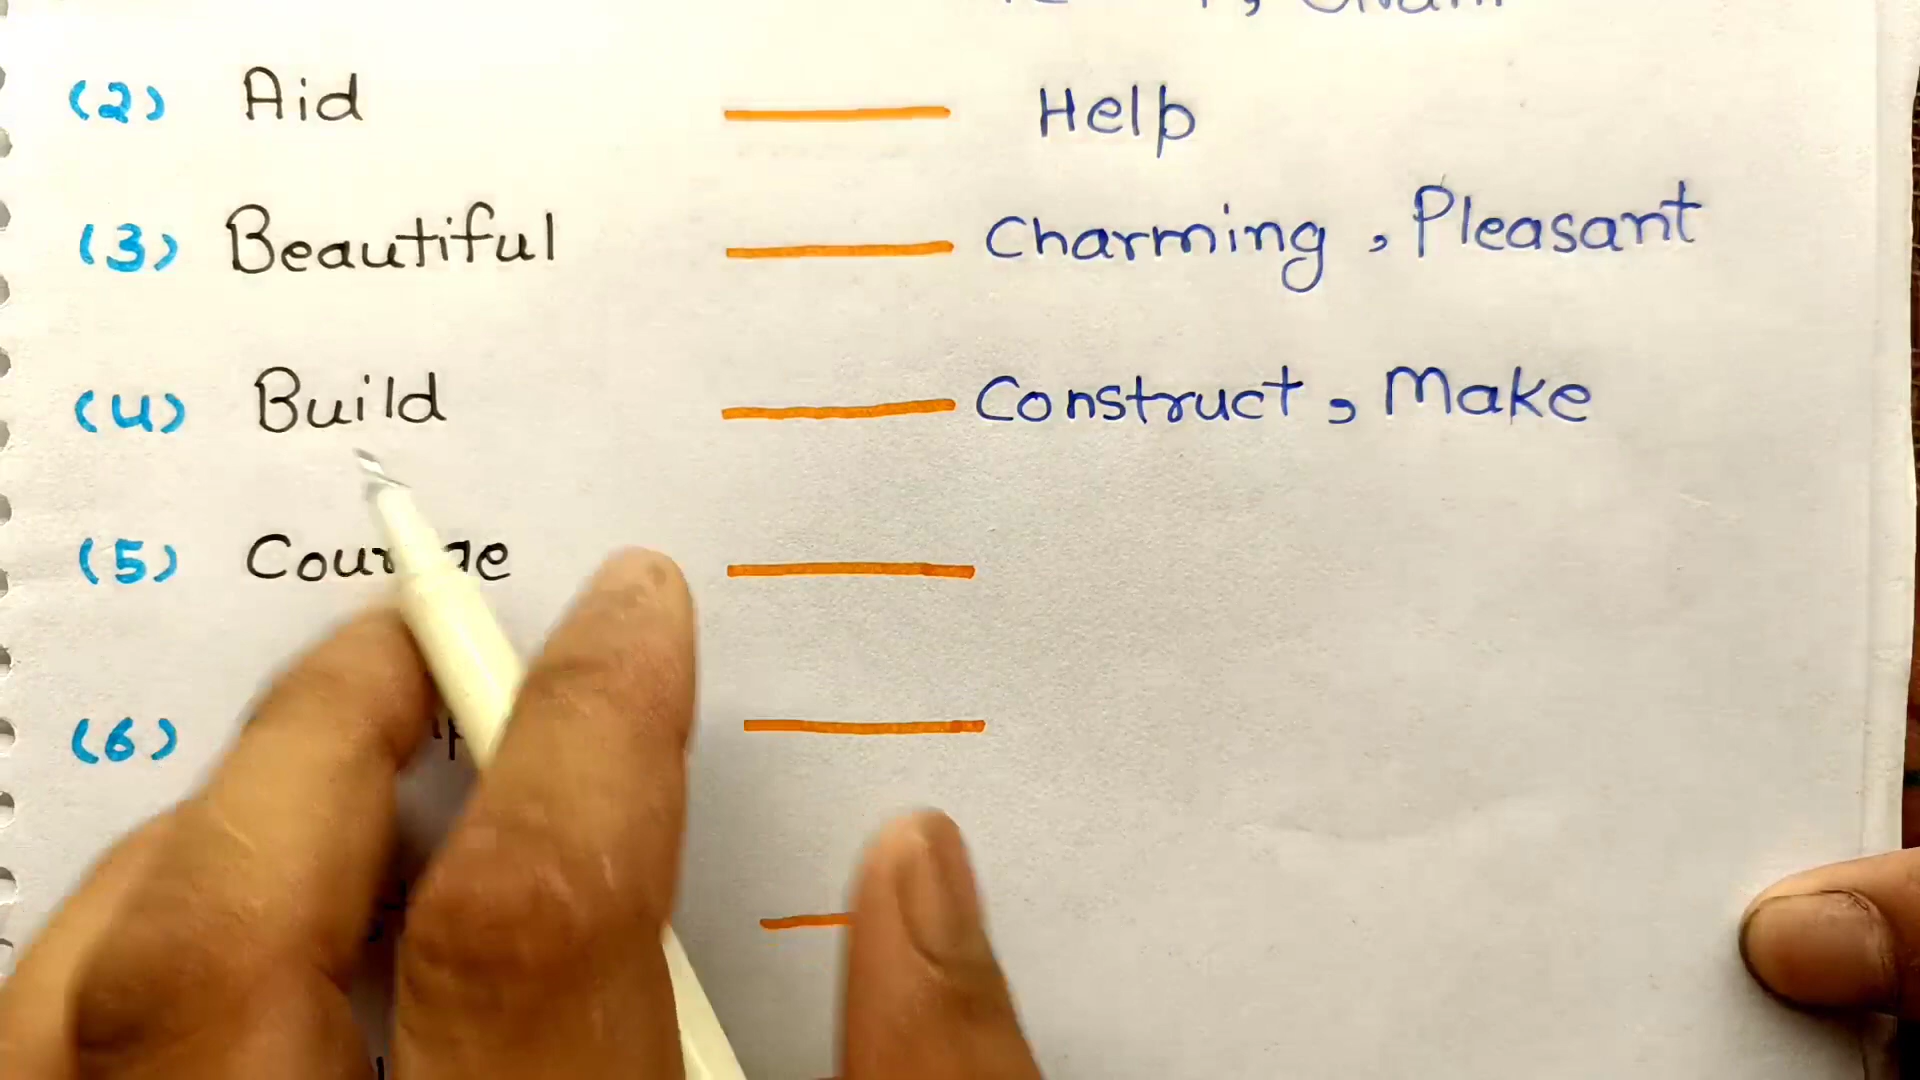 (2) Aid Help
(3) Beautiful Charming, Pleasant
(4) Build Construct, Make
(5)
(6)